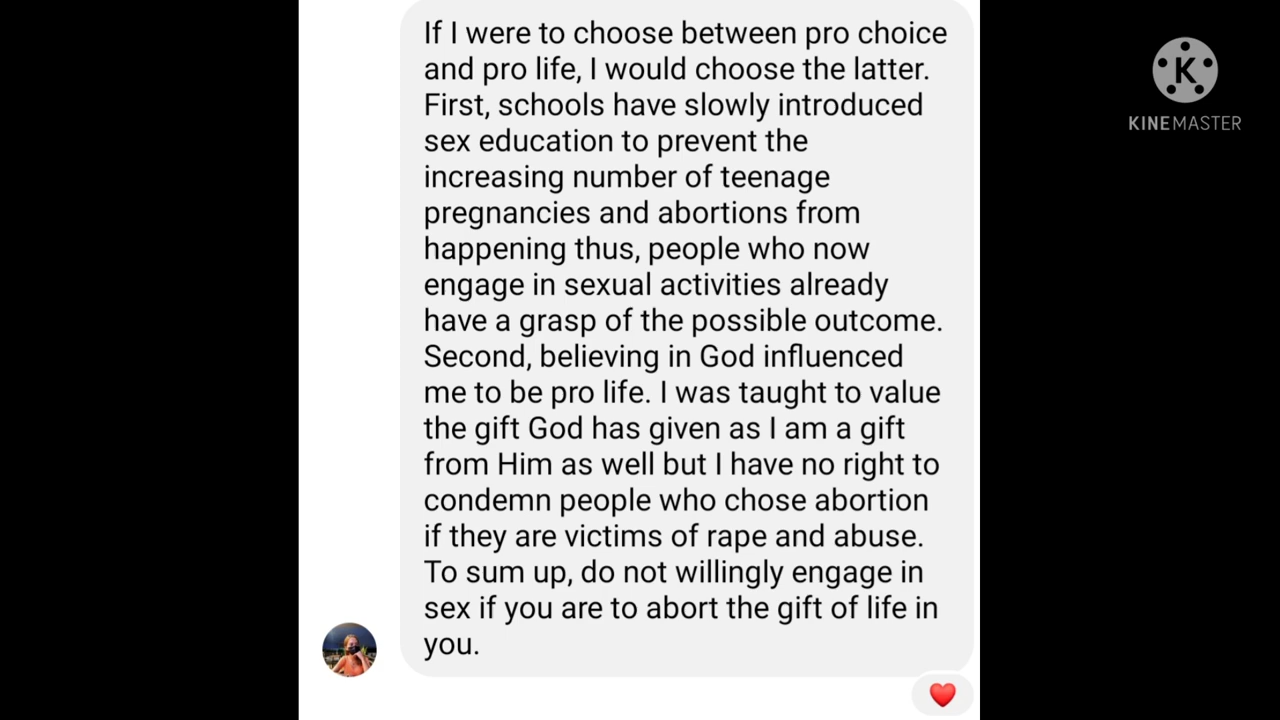 If I were to choose between pro choice
and pro life, I would choose the latter.
First, schools have slowly introduced
sex education to prevent the
increasing number of teenage
pregnancies and abortions from
happening thus, people who now
engage in sexual activities already
have a grasp of the possible outcome.
Second, believing in God influenced
me to be pro life. I was taught to value
the gift God has given as I am a gift
from Him as well but I have no right to
condemn people who chose abortion
if they are victims of rape and abuse.
To sum up, do not willingly engage in
sex if you are to abort the gift of life in
you.
K
KINEMASTER